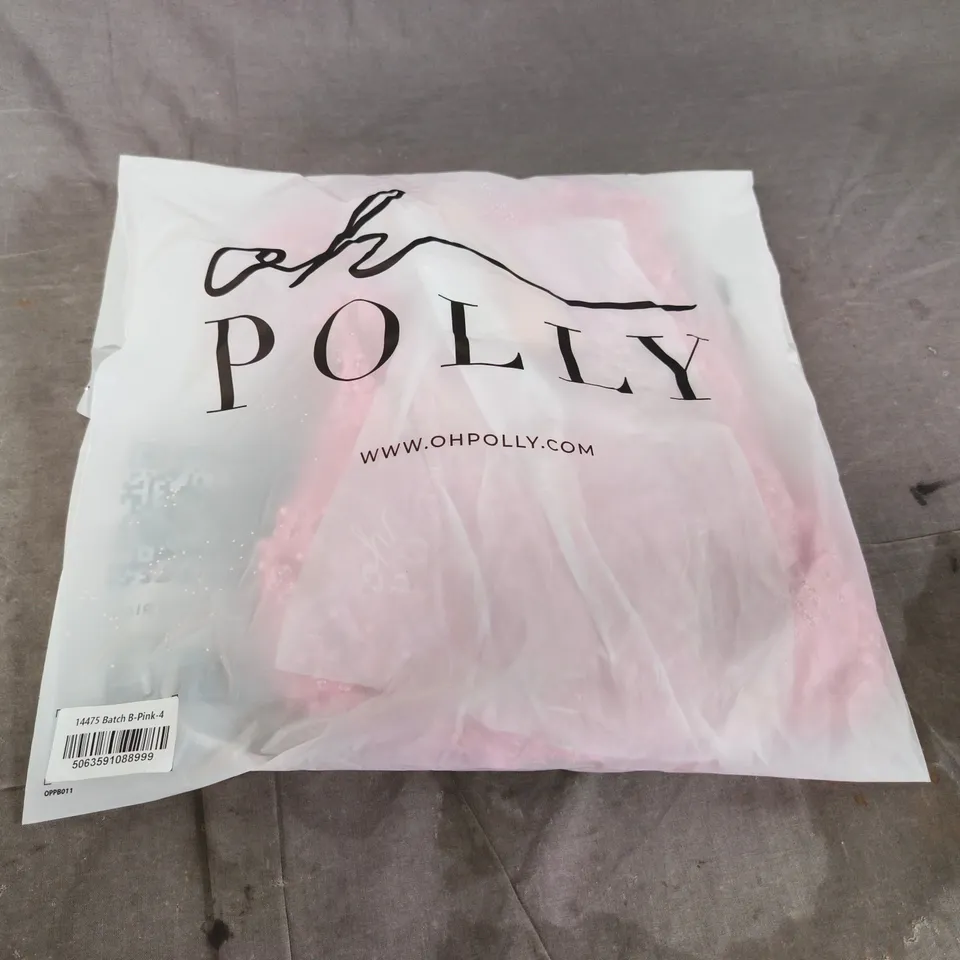 oh
POLLY
WWW.OHPOLLY.COM
14475 Batch B-Pink-4
5063591088999
OPPB011